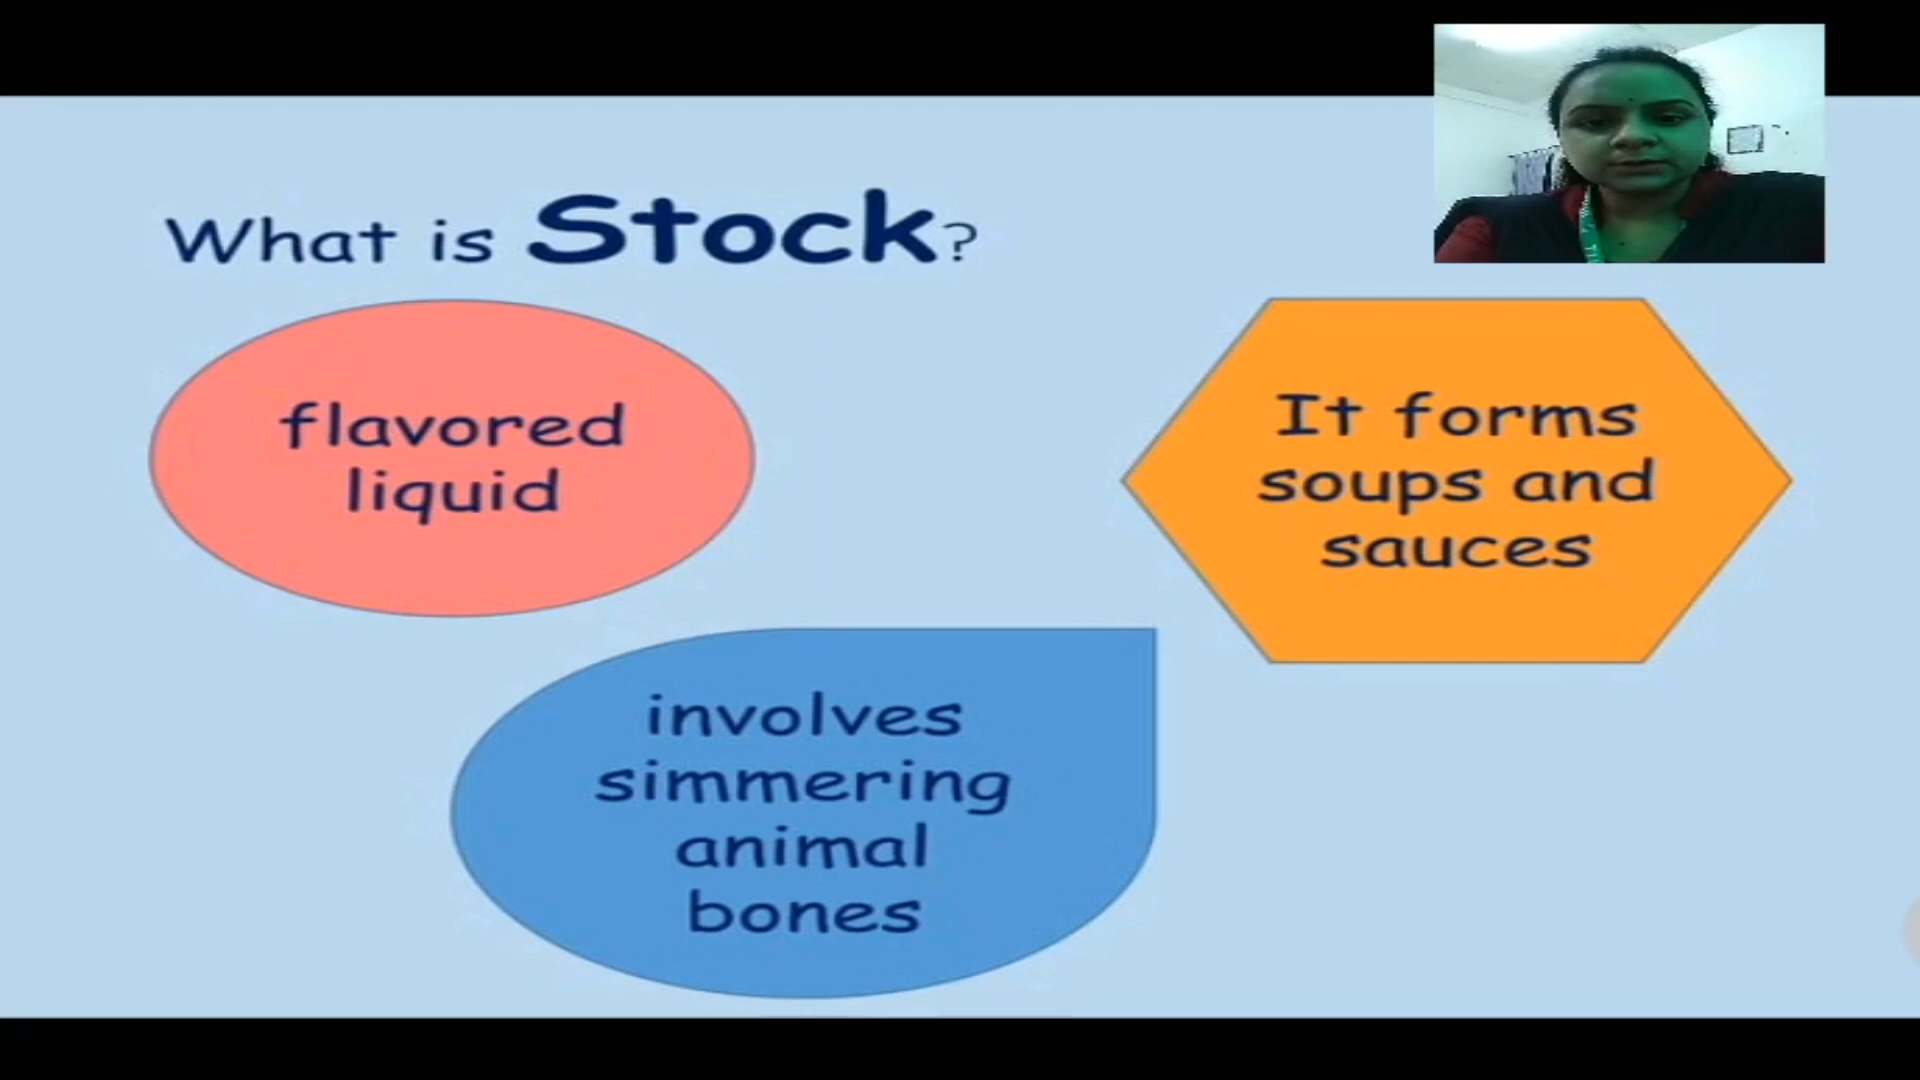 What is Stock?
flavored
liquid
It forms
soups and
sauces
involves
simmering
animal
bones